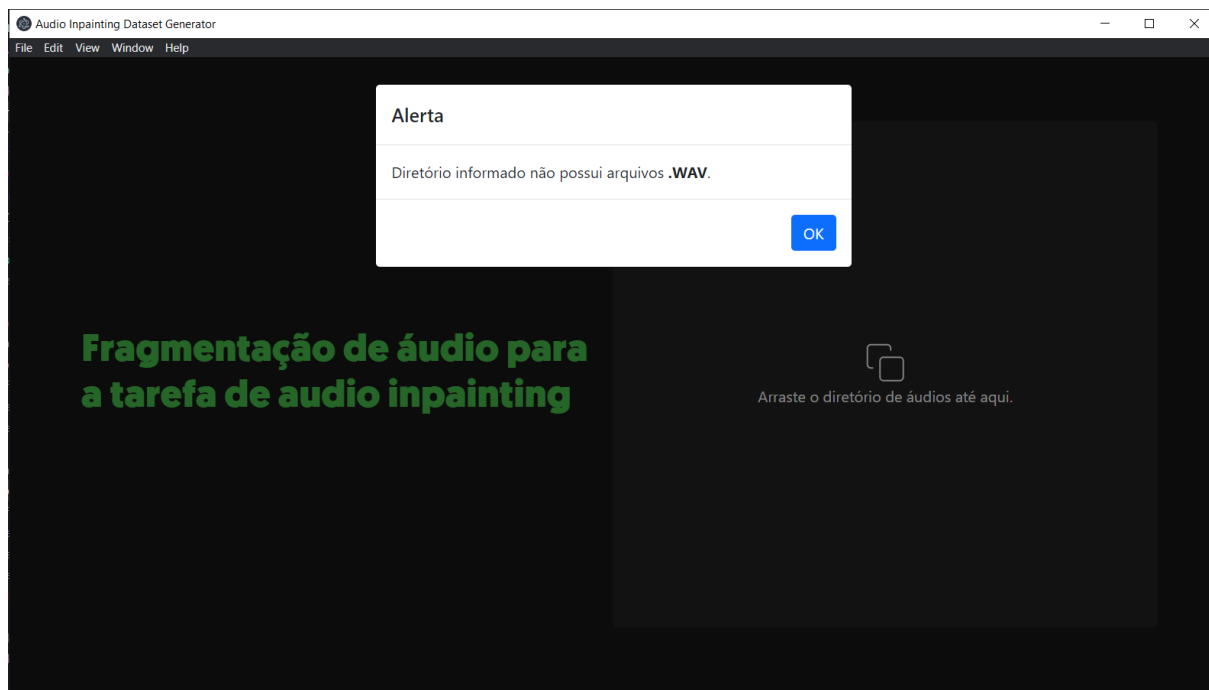 Audio Inpainting Dataset Generator
File Edit View Window Help
Alerta
Diretório informado não possui arquivos .WAV.
OK
Fragmentação de áudio para
a tarefa de audio inpainting
Arraste o diretório de áudios até aqui.